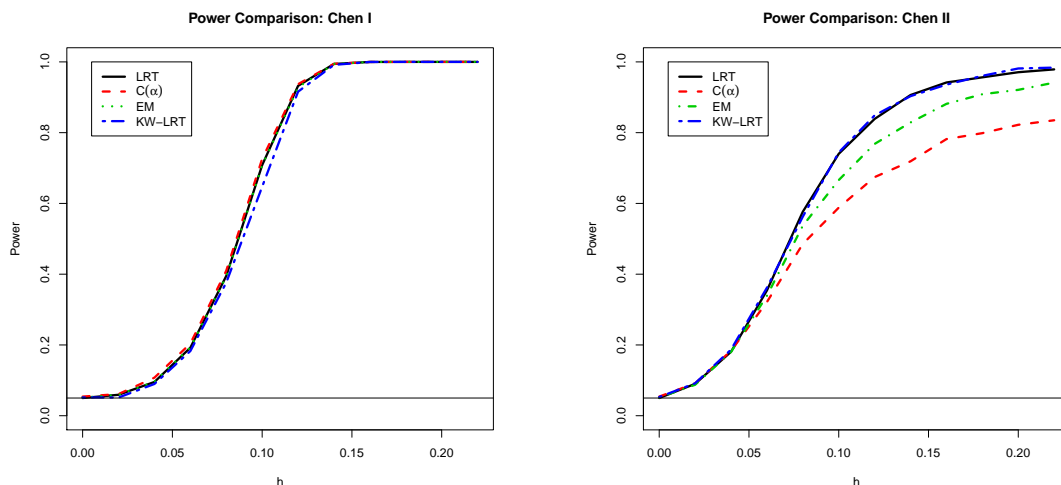 Power Comparison: Chen I
1.0
0.8
0.6
0.4
0.2
0.0
Power
LRT
C(α)
EM
KW−LRT
0.00
0.05
0.10
0.15
0.20
h
Power Comparison: Chen II
1.0
0.8
0.6
0.4
0.2
0.0
Power
LRT
C(α)
EM
KW−LRT
0.00
0.05
0.10
0.15
0.20
h